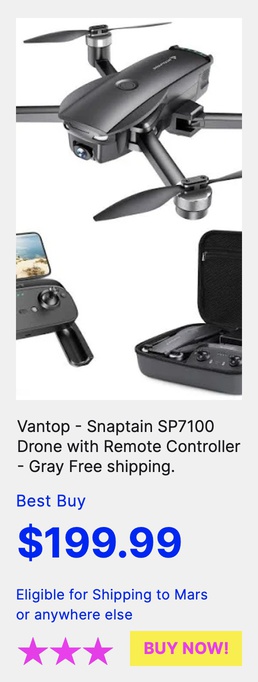 Vantop - Snaptain SP7100
Drone with Remote Controller
- Gray Free shipping.
Best Buy
$199.99
Eligible for Shipping to Mars
or anywhere else
BUY NOW!